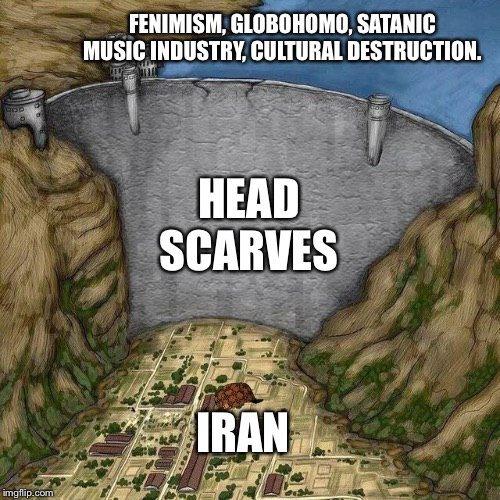 FENIMISM, GLOBOHOMO, SATANIC
MUSIC INDUSTRY, CULTURAL DESTRUCTION.
HEAD
SCARVES
IRAN
imgflip.com